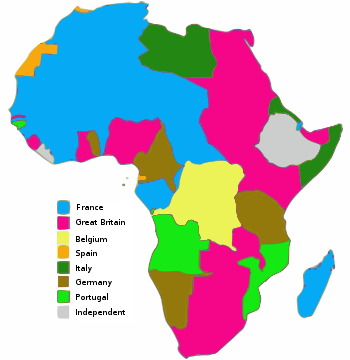 France
Great Britain
Belgium
Spain
Italy
Germany
Portugal
Independent